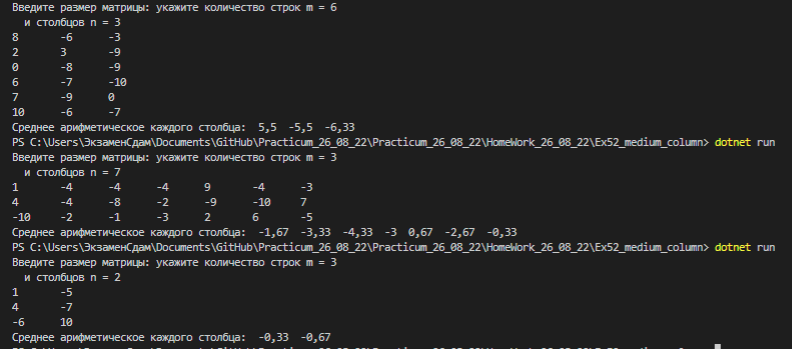 Введите размер матрицы: укажите количество строк m = 6
и столбцов n = 3
8 -6 -3
2 3 -9
0 -8 -9
6 -7 -10
7 -9 0
10 -6 -7
Среднее арифметическое каждого столбца: 5,5 -5,5 -6,33
PS C:\Users\ЭкзаменСдам\Documents\GitHub\Practicum_26_08_22\Practicum_26_08_22\HomeWork_26_08_22\Ex52_medium_column> dotnet run
Введите размер матрицы: укажите количество строк m = 3
и столбцов n = 7
1 -4 -4 -4 9 -4 -3
4 -4 -8 -2 -9 -10 7
-10 -2 -1 -3 2 6 -5
Среднее арифметическое каждого столбца: -1,67 -3,33 -4,33 -3 0,67 -2,67 -0,33
PS C:\Users\ЭкзаменСдам\Documents\GitHub\Practicum_26_08_22\Practicum_26_08_22\HomeWork_26_08_22\Ex52_medium_column> dotnet run
Введите размер матрицы: укажите количество строк m = 3
и столбцов n = 2
1 -5
4 -7
-6 10
Среднее арифметическое каждого столбца: -0,33 -0,67